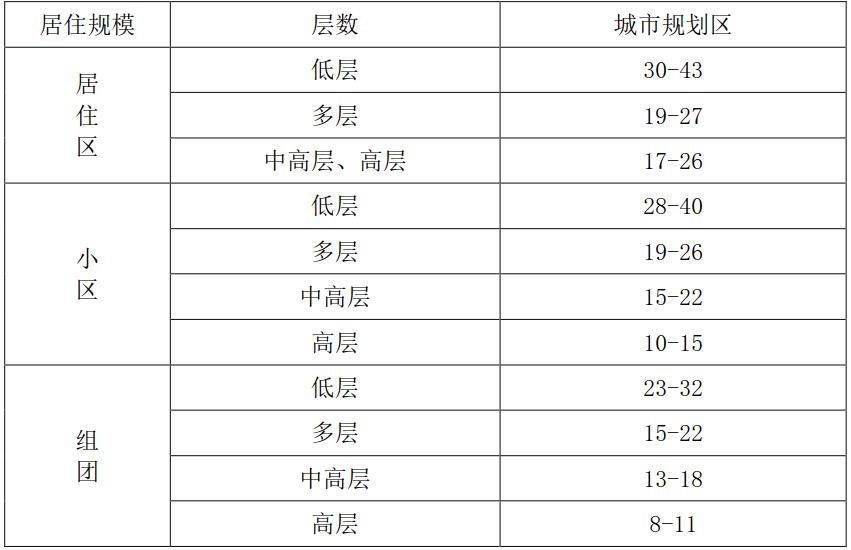 居住规模 层数 城市规划区
居住区 低层 30-43
多层 19-27
中高层、高层 17-26
小区 低层 28-40
多层 19-26
中高层 15-22
高层 10-15
组团 低层 23-32
多层 15-22
中高层 13-18
高层 8-11